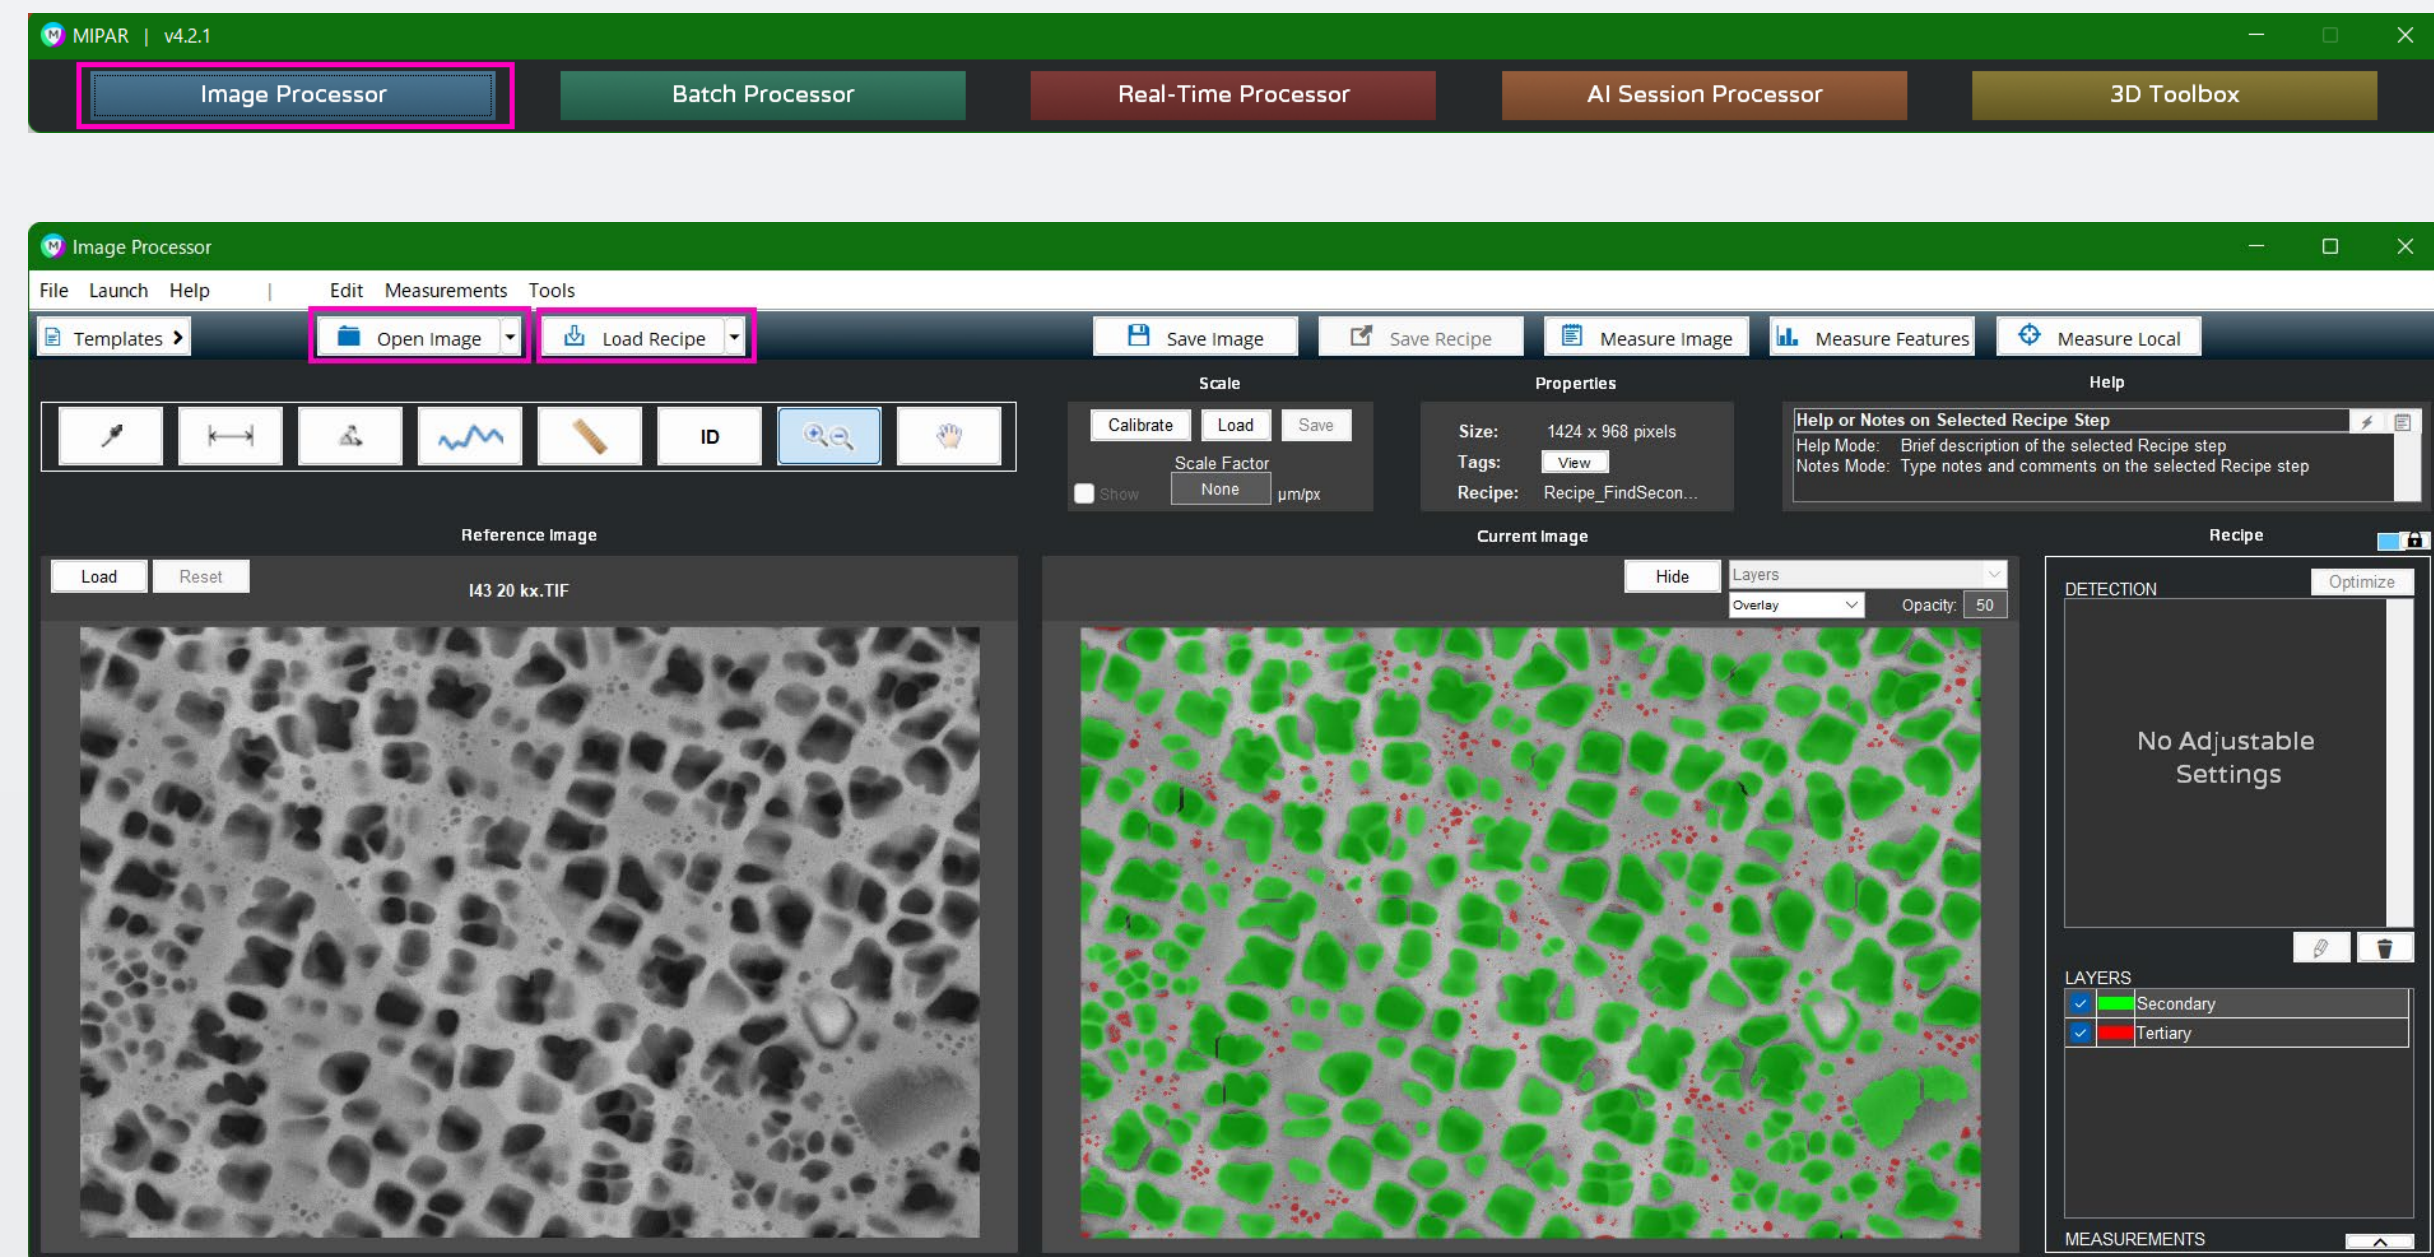 MIPAR | v4.2.1
Image Processor
Batch Processor
Real-Time Processor
AI Session Processor
3D Toolbox
Image Processor
File Launch Help | Edit Measurements Tools
Templates
Open Image
Load Recipe
Save Image
Save Recipe
Measure Image
Measure Features
Measure Local
ID
Scale
Calibrate Load Save
Scale Factor
Show None µm/px
Properties
Size: 1424 x 968 pixels
Tags: View
Recipe: Recipe_FindSecon...
Help
Help or Notes on Selected Recipe Step
Help Mode: Brief description of the selected Recipe step
Notes Mode: Type notes and comments on the selected Recipe step
Reference Image
Load Reset
I43 20 kx.TIF
Current Image
Hide Layers
Overlay Opacity: 50
Recipe
DETECTION Optimize
No Adjustable
Settings
LAYERS
Secondary
Tertiary
MEASUREMENTS